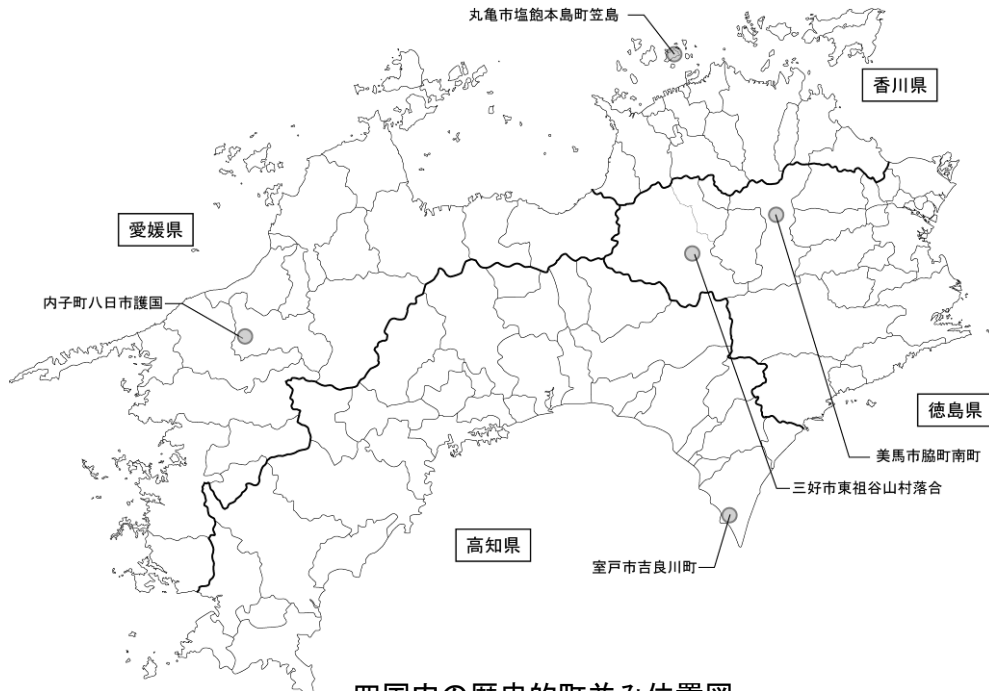 丸亀市塩飽本島町笠島
香川県
愛媛県
内子町八日市護国
徳島県
美馬市脇町南町
三好市東祖谷山村落合
高知県
室戸市吉良川町
四国内の歴史的町並み位置図